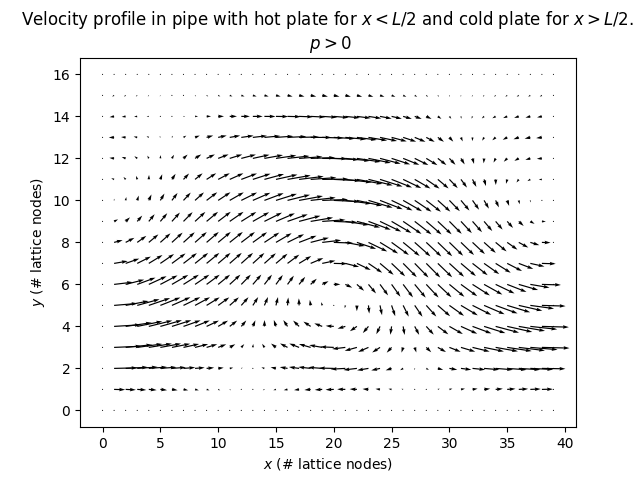 Velocity profile in pipe with hot plate for x < L/2 and cold plate for x > L/2.
p > 0
16
14
12
10
8
6
4
2
0
y (# lattice nodes)
0 5 10 15 20 25 30 35 40
x (# lattice nodes)